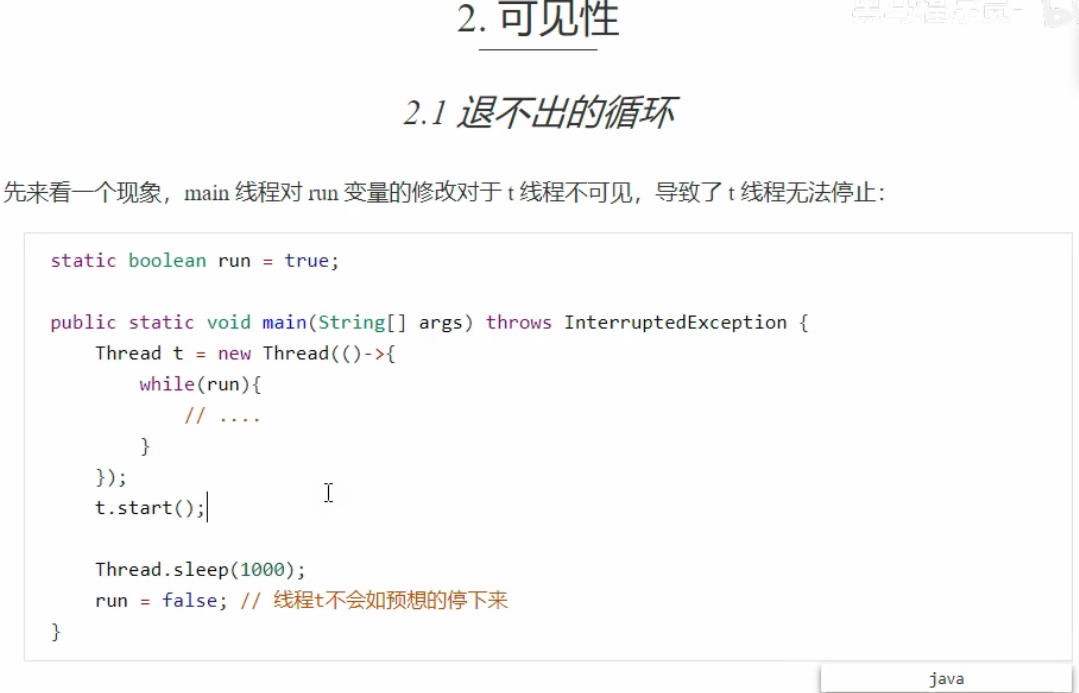 2. 可见性
2.1 退不出的循环
先来看一个现象，main 线程对 run 变量的修改对于 t 线程不可见，导致了 t 线程无法停止：
static boolean run = true;
public static void main(String[] args) throws InterruptedException {
Thread t = new Thread(()->{
while(run){
// ....
}
});
t.start();
Thread.sleep(1000);
run = false; // 线程t不会如预想的停下来
}
java